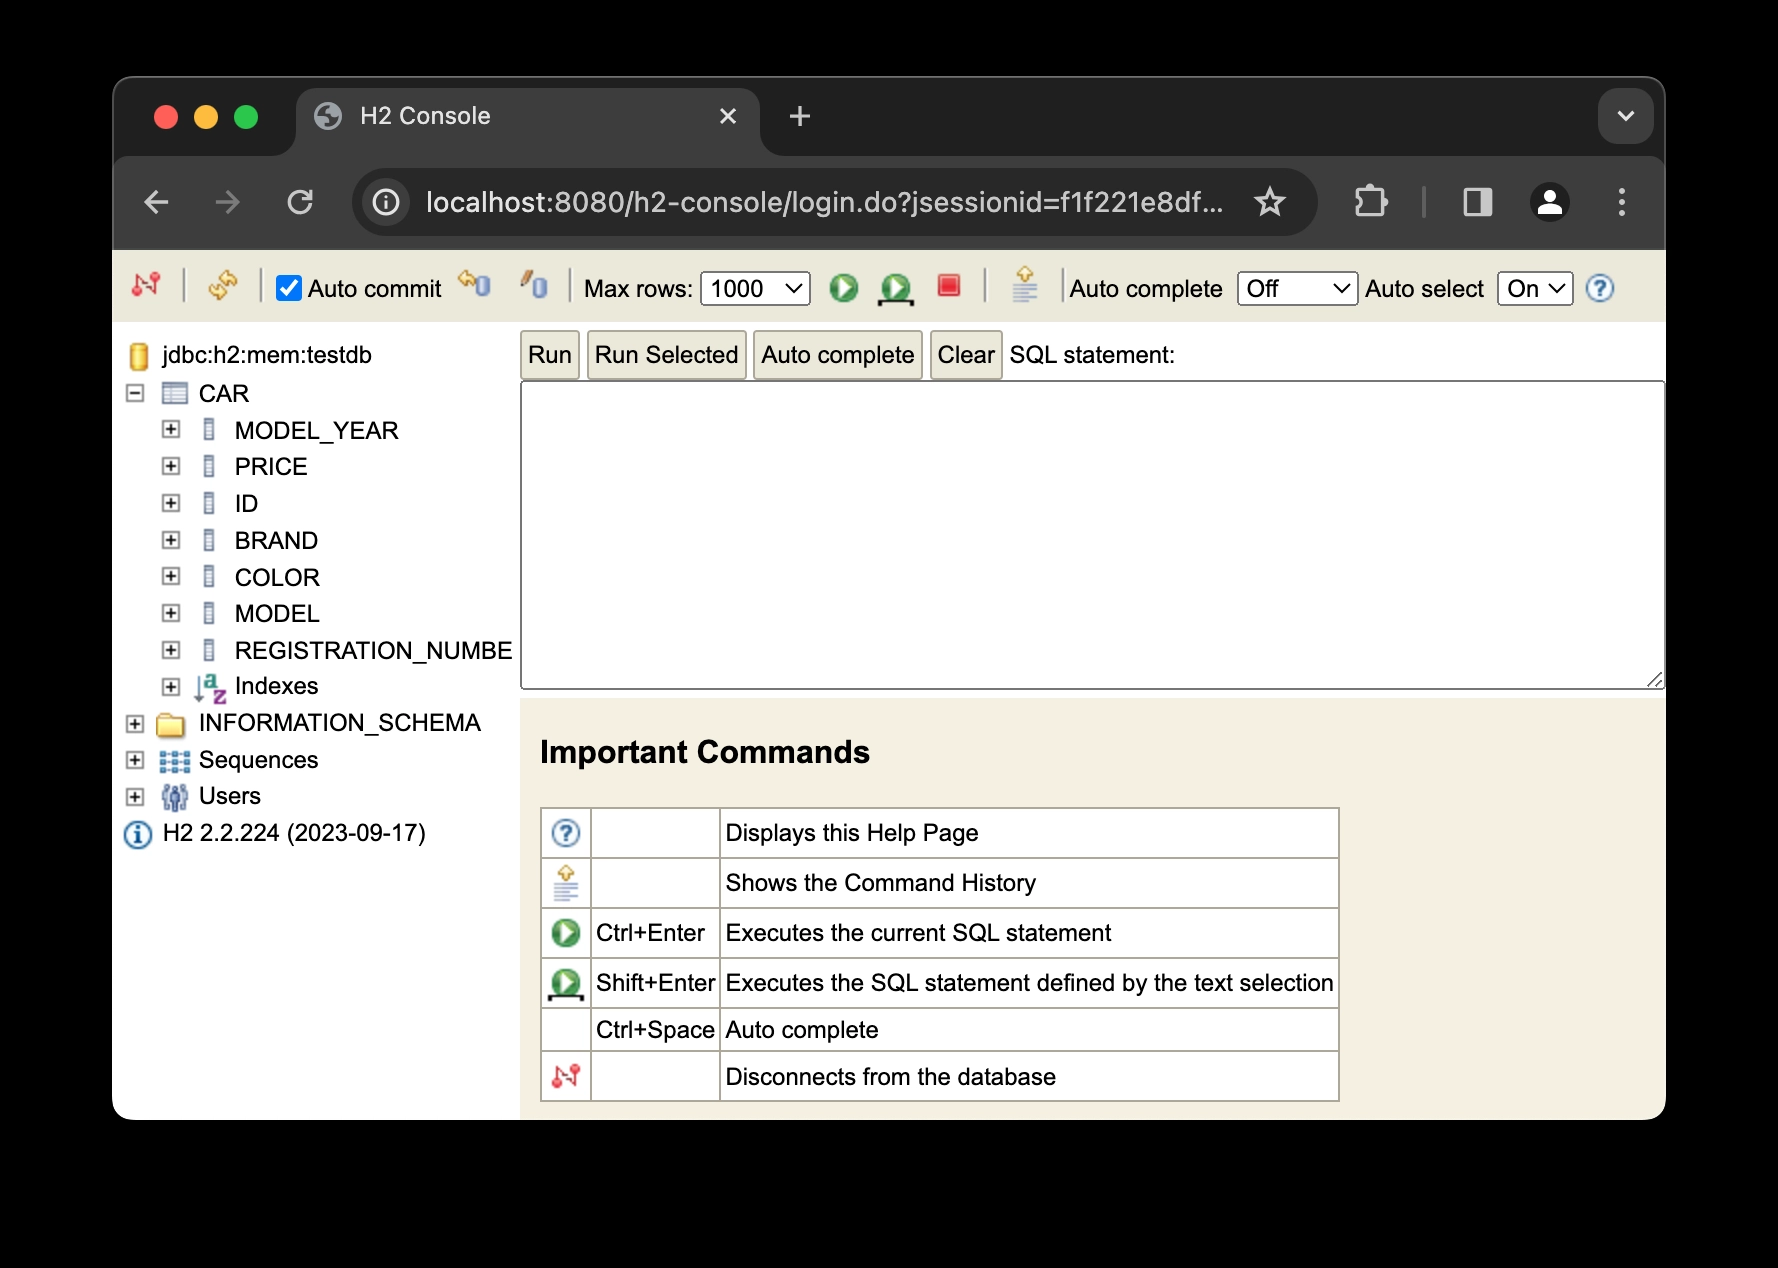 H2 Console
localhost:8080/h2-console/login.do?jsessionid=f1f221e8df...
Auto commit Max rows: 1000 Auto complete Off Auto select On
jdbc:h2:mem:testdb
CAR
MODEL_YEAR
PRICE
ID
BRAND
COLOR
MODEL
REGISTRATION_NUMBE
Indexes
INFORMATION_SCHEMA
Sequences
Users
H2 2.2.224 (2023-09-17)
Run Run Selected Auto complete Clear SQL statement:
Important Commands
Displays this Help Page
Shows the Command History
Ctrl+Enter Executes the current SQL statement
Shift+Enter Executes the SQL statement defined by the text selection
Ctrl+Space Auto complete
Disconnects from the database